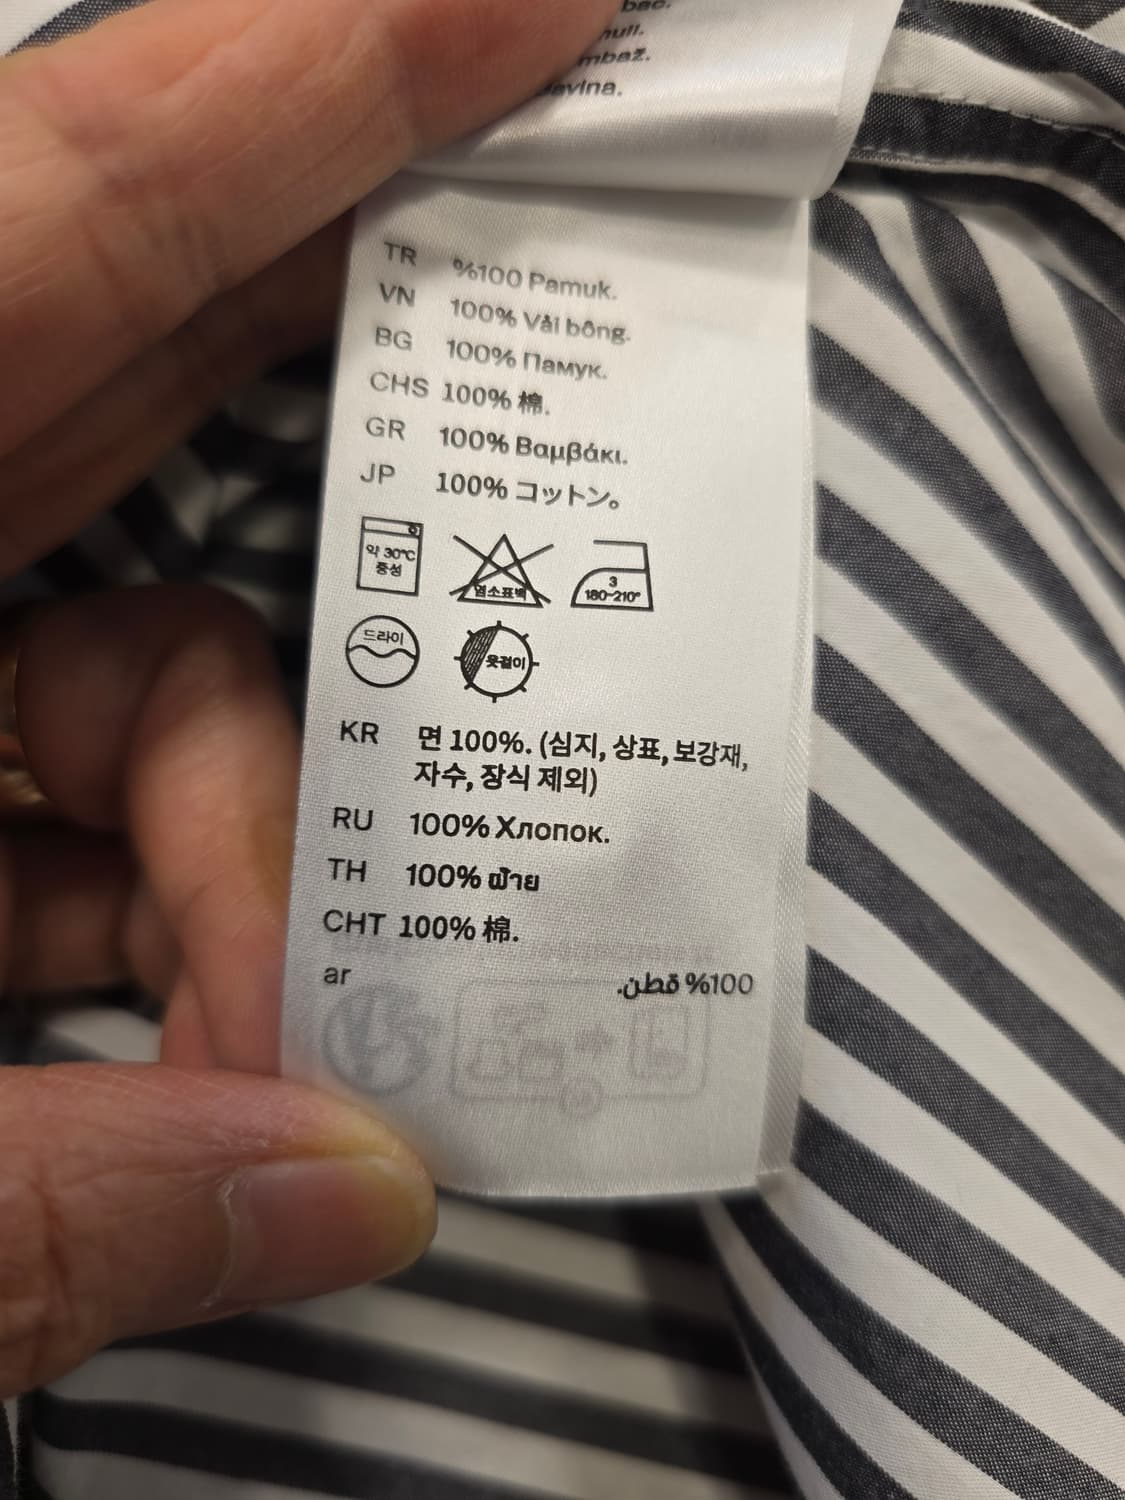 TR %100 Pamuk.
VN 100% Vải bông.
BG 100% Памук.
CHS 100% 棉.
GR 100% Βαμβάκι.
JP 100% コットン。
약 30℃
중성
염소표백
3
180~210°
드라이
옷걸이
KR 면 100%. (심지, 상표, 보강재,
자수, 장식 제외)
RU 100% Хлопок.
TH 100% ฝ้าย
CHT 100% 棉.
ar %100 قطن.